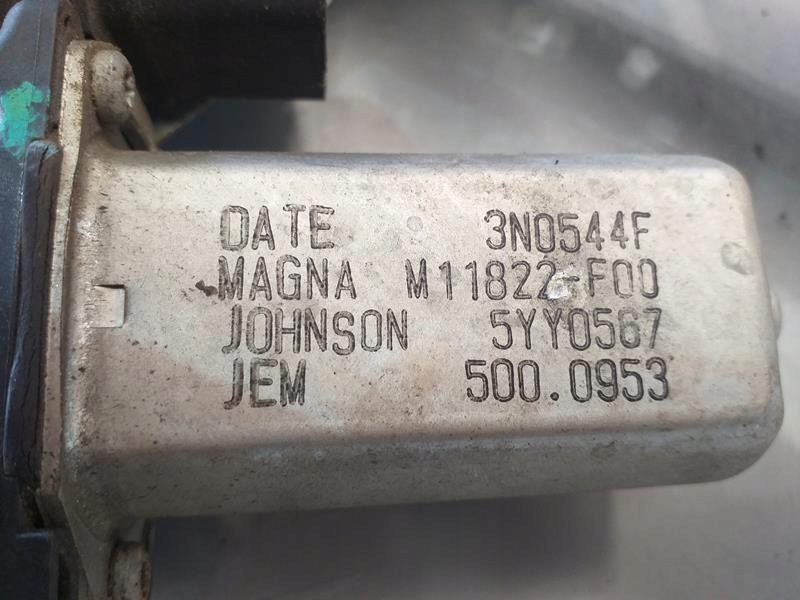 DATE 3N0544F
MAGNA M11822-F00
JOHNSON 5YY0567
JEM 500.0953